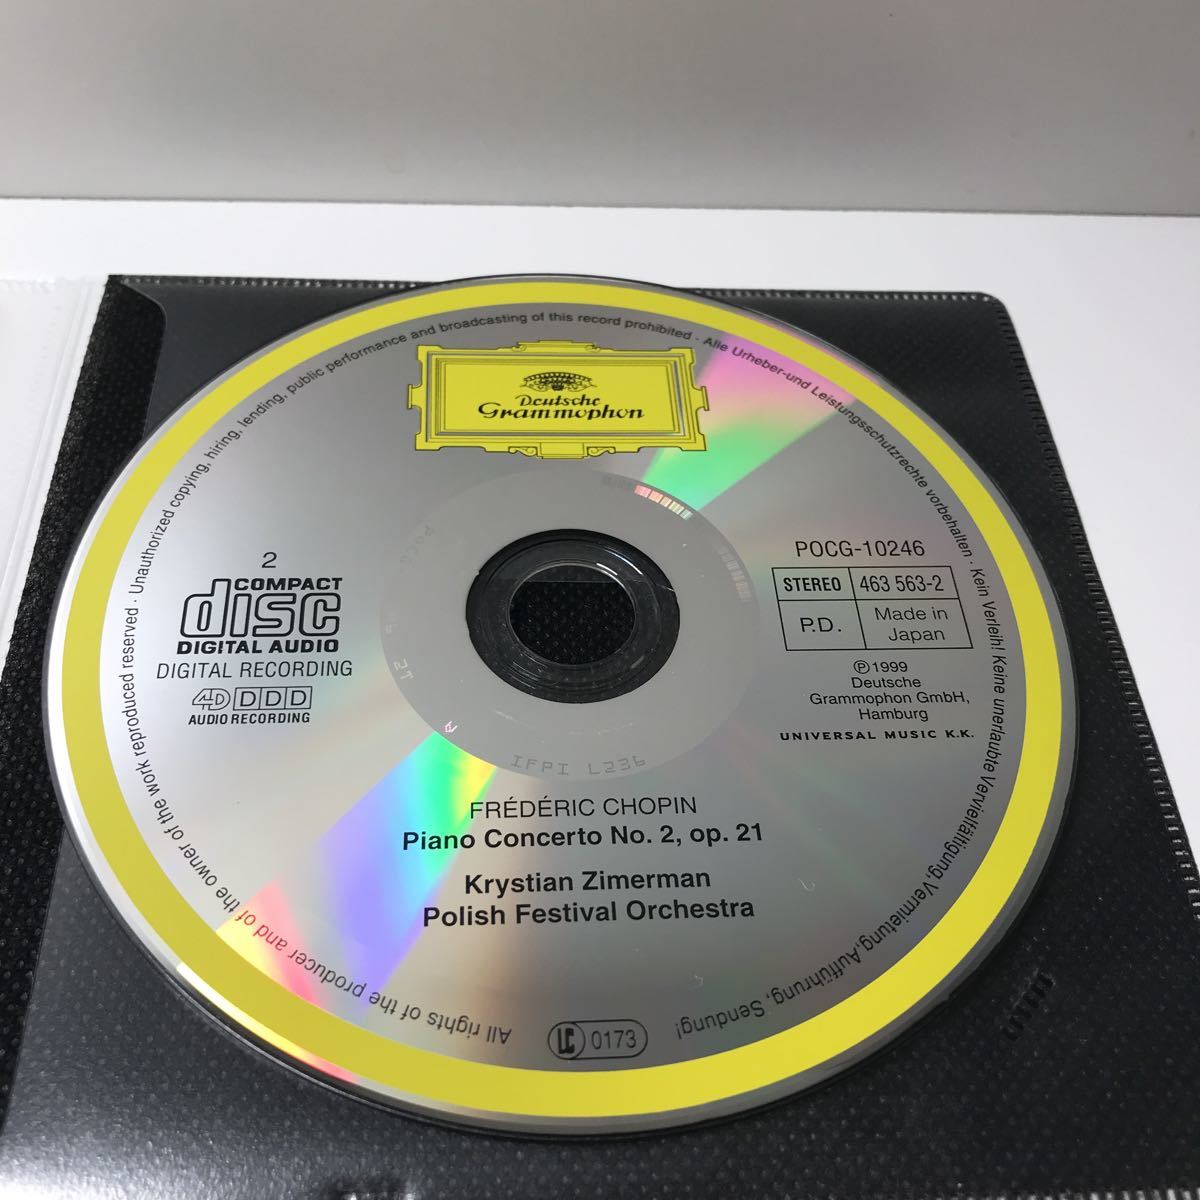 Deutsche
Grammophon
2
COMPACT
disc
DIGITAL AUDIO
DIGITAL RECORDING
4D DDD
AUDIO RECORDING
POCG-10246
STEREO 463 563-2
P.D. Made in
Japan
Ⓟ1999
Deutsche
Grammophon GmbH,
Hamburg
UNIVERSAL MUSIC K.K.
IFPI L236
FRÉDÉRIC CHOPIN
Piano Concerto No. 2, op. 21
Krystian Zimerman
Polish Festival Orchestra
LC 0173
All rights of the producer and of the owner of the work reproduced reserved · Unauthorized copying, hiring, lending, public performance and broadcasting of this record prohibited · Alle Urheber-und Leistungsschutzrechte vorbehalten · Kein Verleih! Keine unerlaubte Vervielfältigung, Vermietung, Aufführung, Sendung!